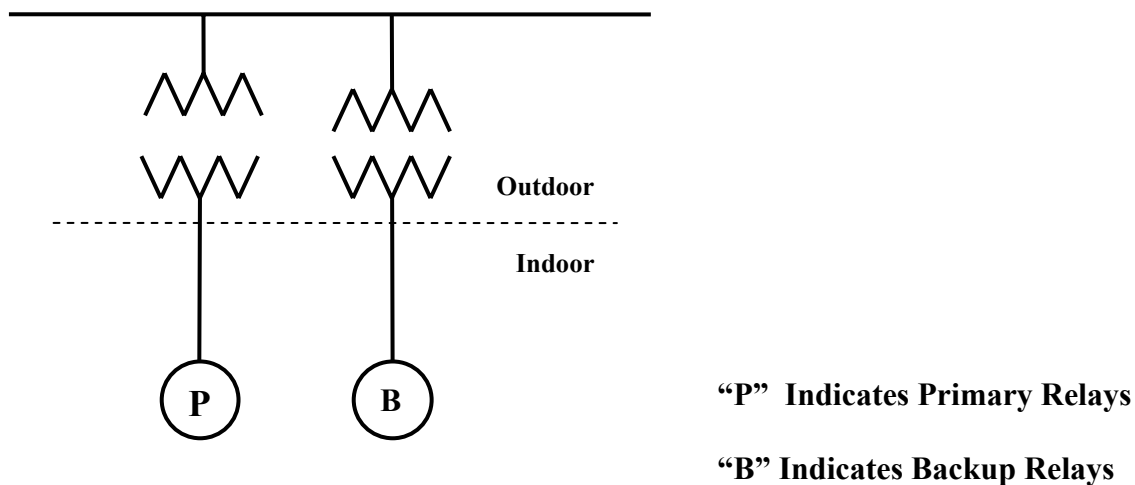 Outdoor
Indoor
P
B
“P” Indicates Primary Relays
“B” Indicates Backup Relays